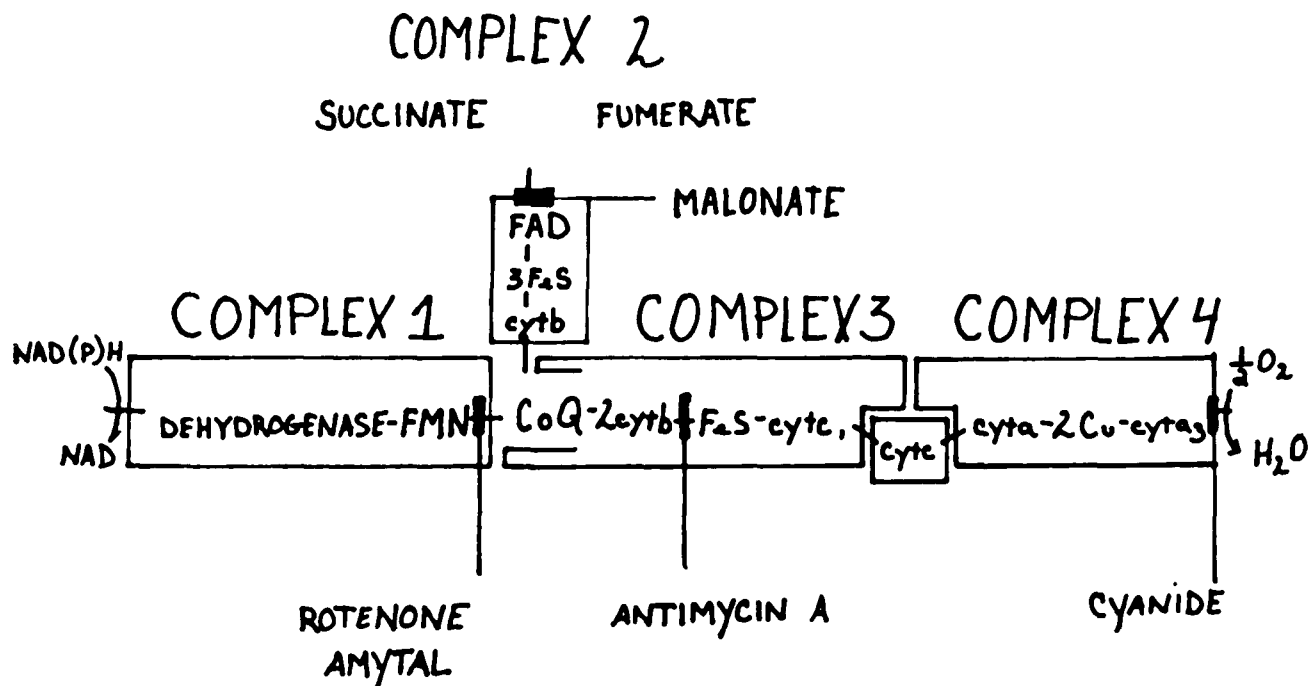 COMPLEX 2
SUCCINATE FUMERATE
MALONATE
FAD
3FeS
cytb
COMPLEX 1 COMPLEX 3 COMPLEX 4
NAD(P)H
½O₂
DEHYDROGENASE-FMN CoQ-2cytb FeS-cytc₁ cytc cyta-2Cu-cyta₃
NAD
H₂O
ROTENONE
AMYTAL
ANTIMYCIN A
CYANIDE